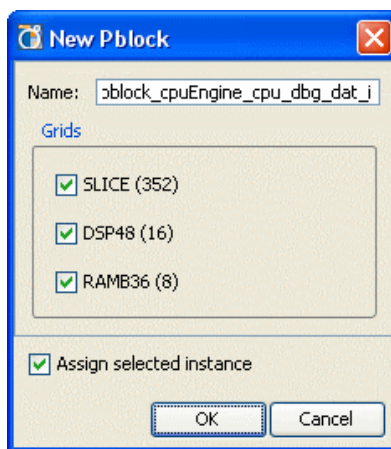 New Pblock
Name: pblock_cpuEngine_cpu_dbg_dat_i
Grids
SLICE (352)
DSP48 (16)
RAMB36 (8)
Assign selected instance
OK Cancel